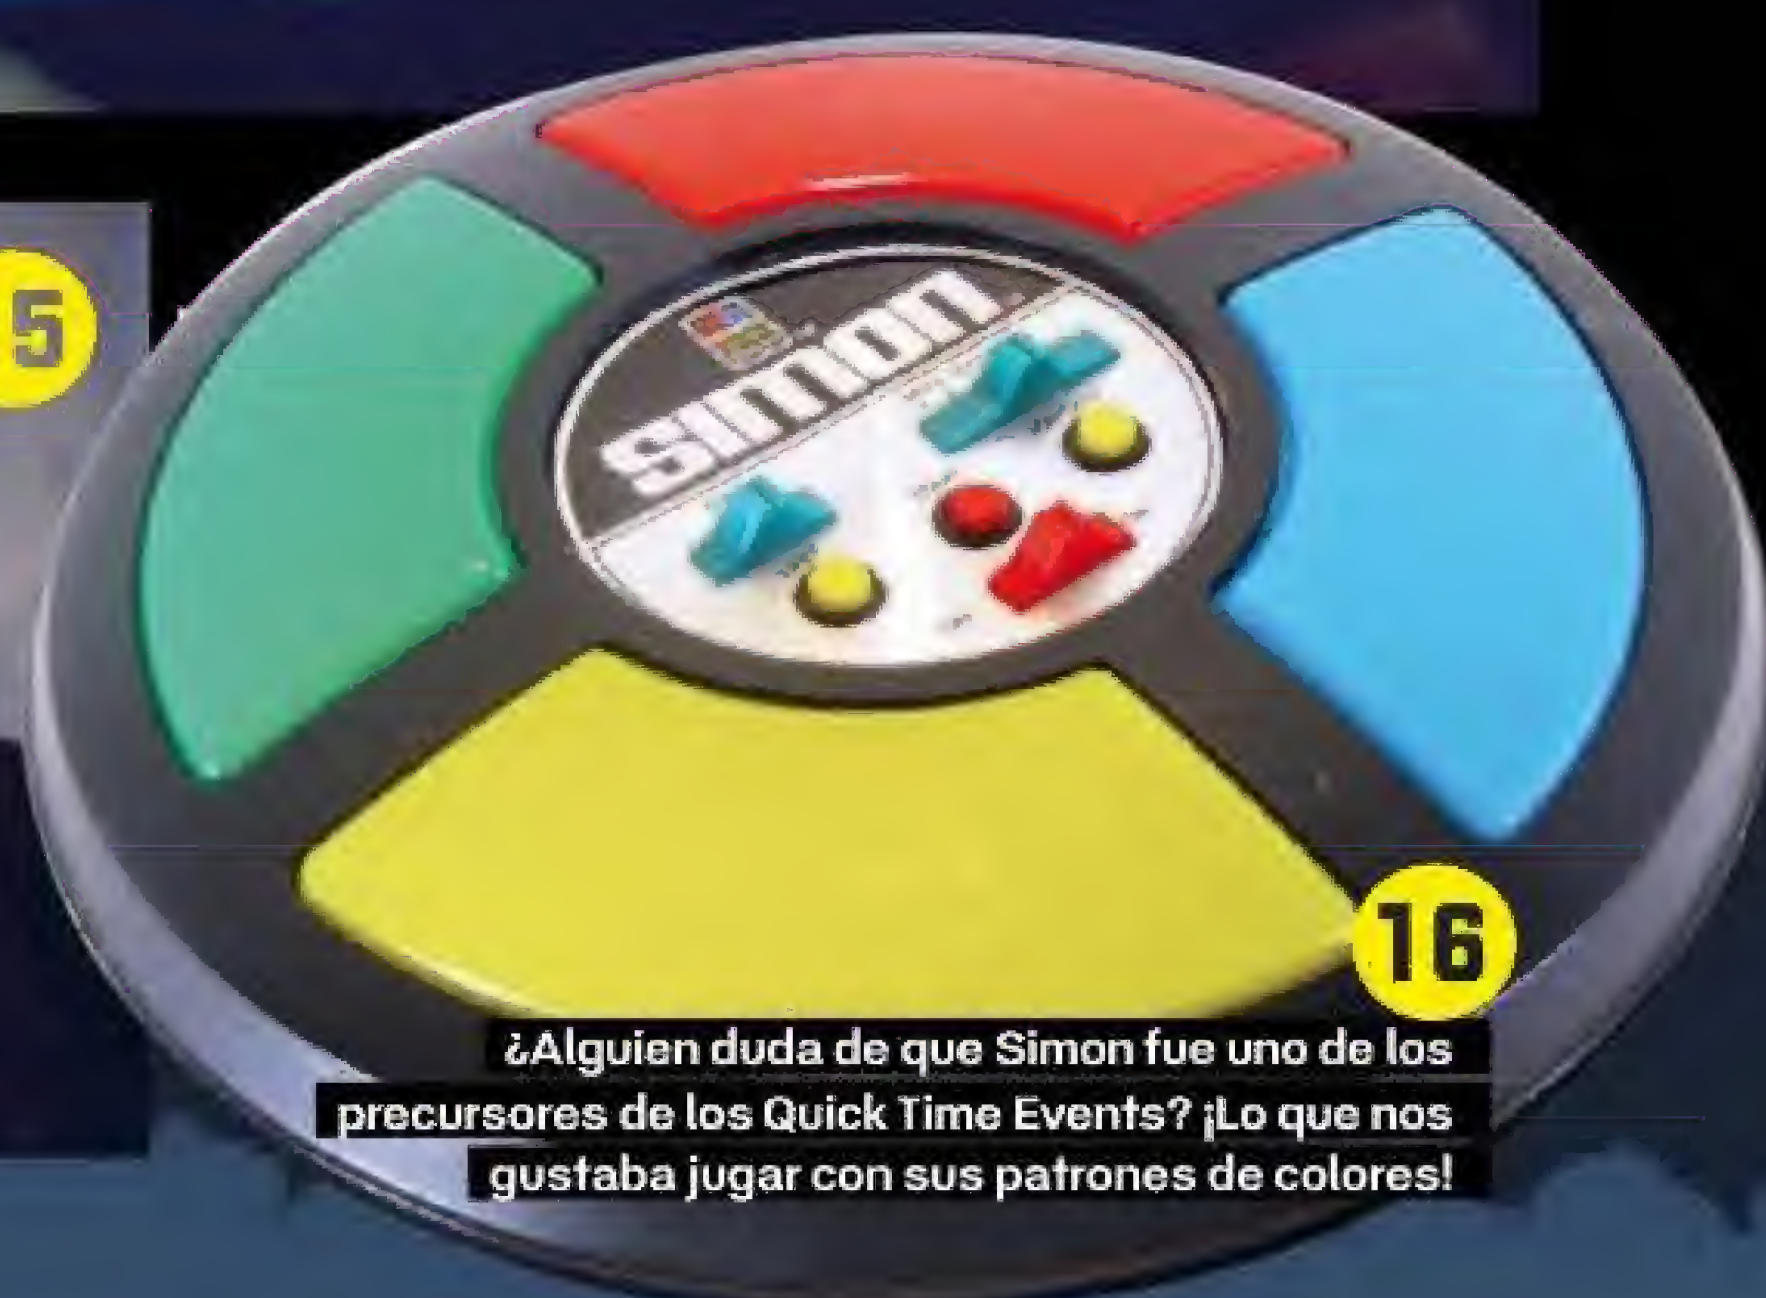 5
simon
16
¿Alguien duda de que Simon fue uno de los
precursores de los Quick Time Events? ¡Lo que nos
gustaba jugar con sus patrones de colores!